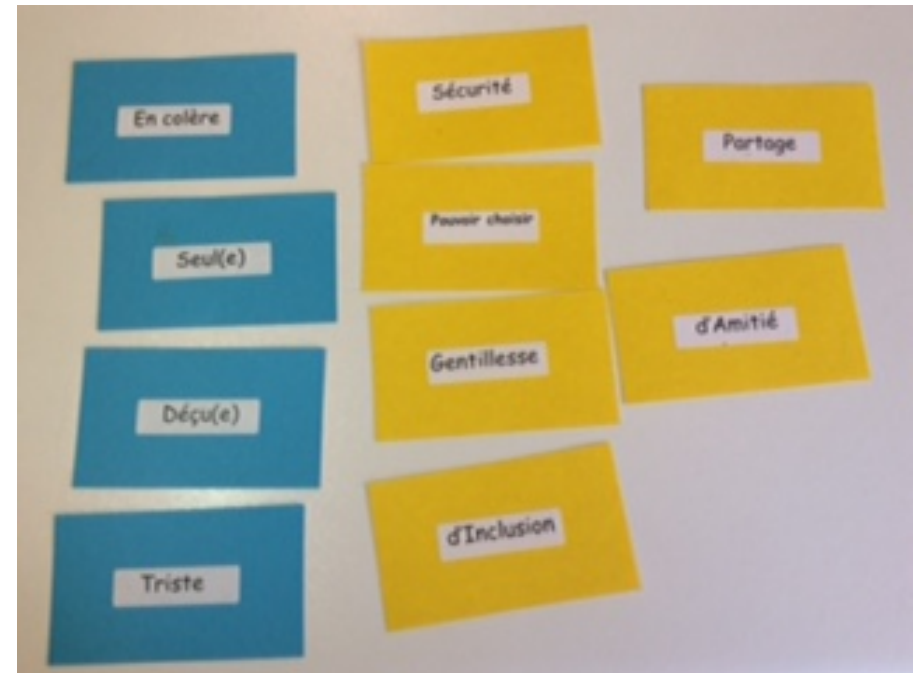 En colère
Seul(e)
Déçu(e)
Triste
Sécurité
Pouvoir choisir
Gentillesse
d'Inclusion
Partage
d'Amitié